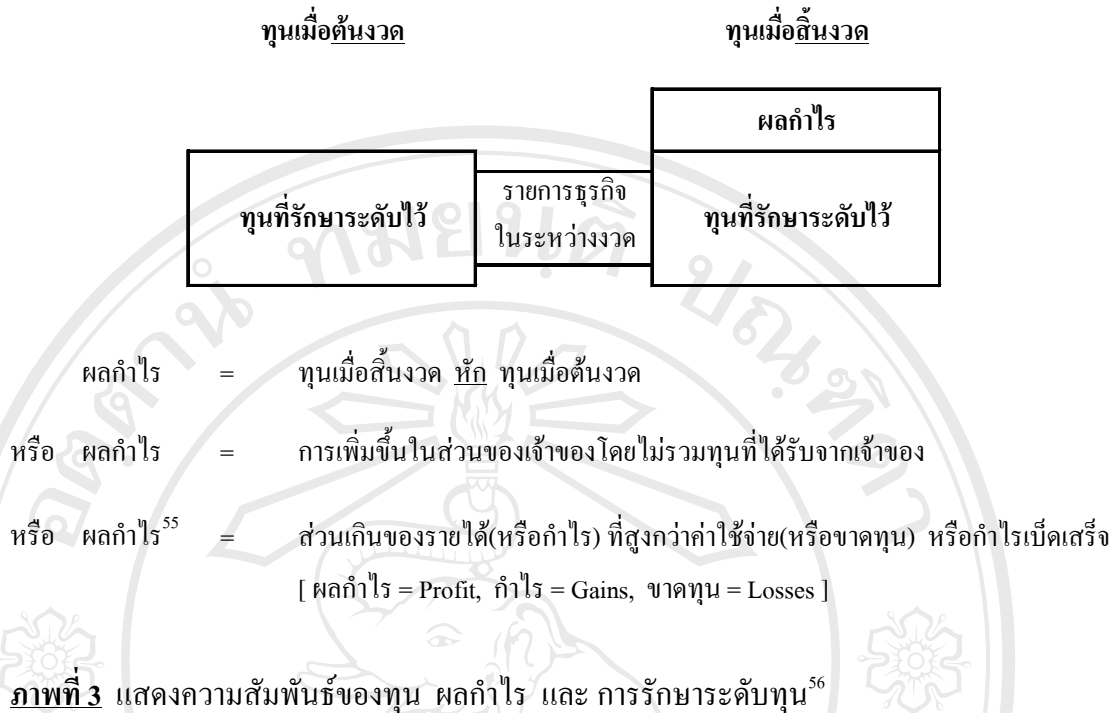 ทุนเมื่อต้นงวด ทุนเมื่อสิ้นงวด
ผลกำไร
ทุนที่รักษาระดับไว้ รายการธุรกิจ ทุนที่รักษาระดับไว้
ในระหว่างงวด
ผลกำไร = ทุนเมื่อสิ้นงวด หัก ทุนเมื่อต้นงวด
หรือ ผลกำไร = การเพิ่มขึ้นในส่วนของเจ้าของโดยไม่รวมทุนที่ได้รับจากเจ้าของ
หรือ ผลกำไร55 = ส่วนเกินของรายได้(หรือกำไร) ที่สูงกว่าค่าใช้จ่าย(หรือขาดทุน) หรือกำไรเบ็ดเสร็จ
[ ผลกำไร = Profit, กำไร = Gains, ขาดทุน = Losses ]
ภาพที่ 3 แสดงความสัมพันธ์ของทุน ผลกำไร และ การรักษาระดับทุน56